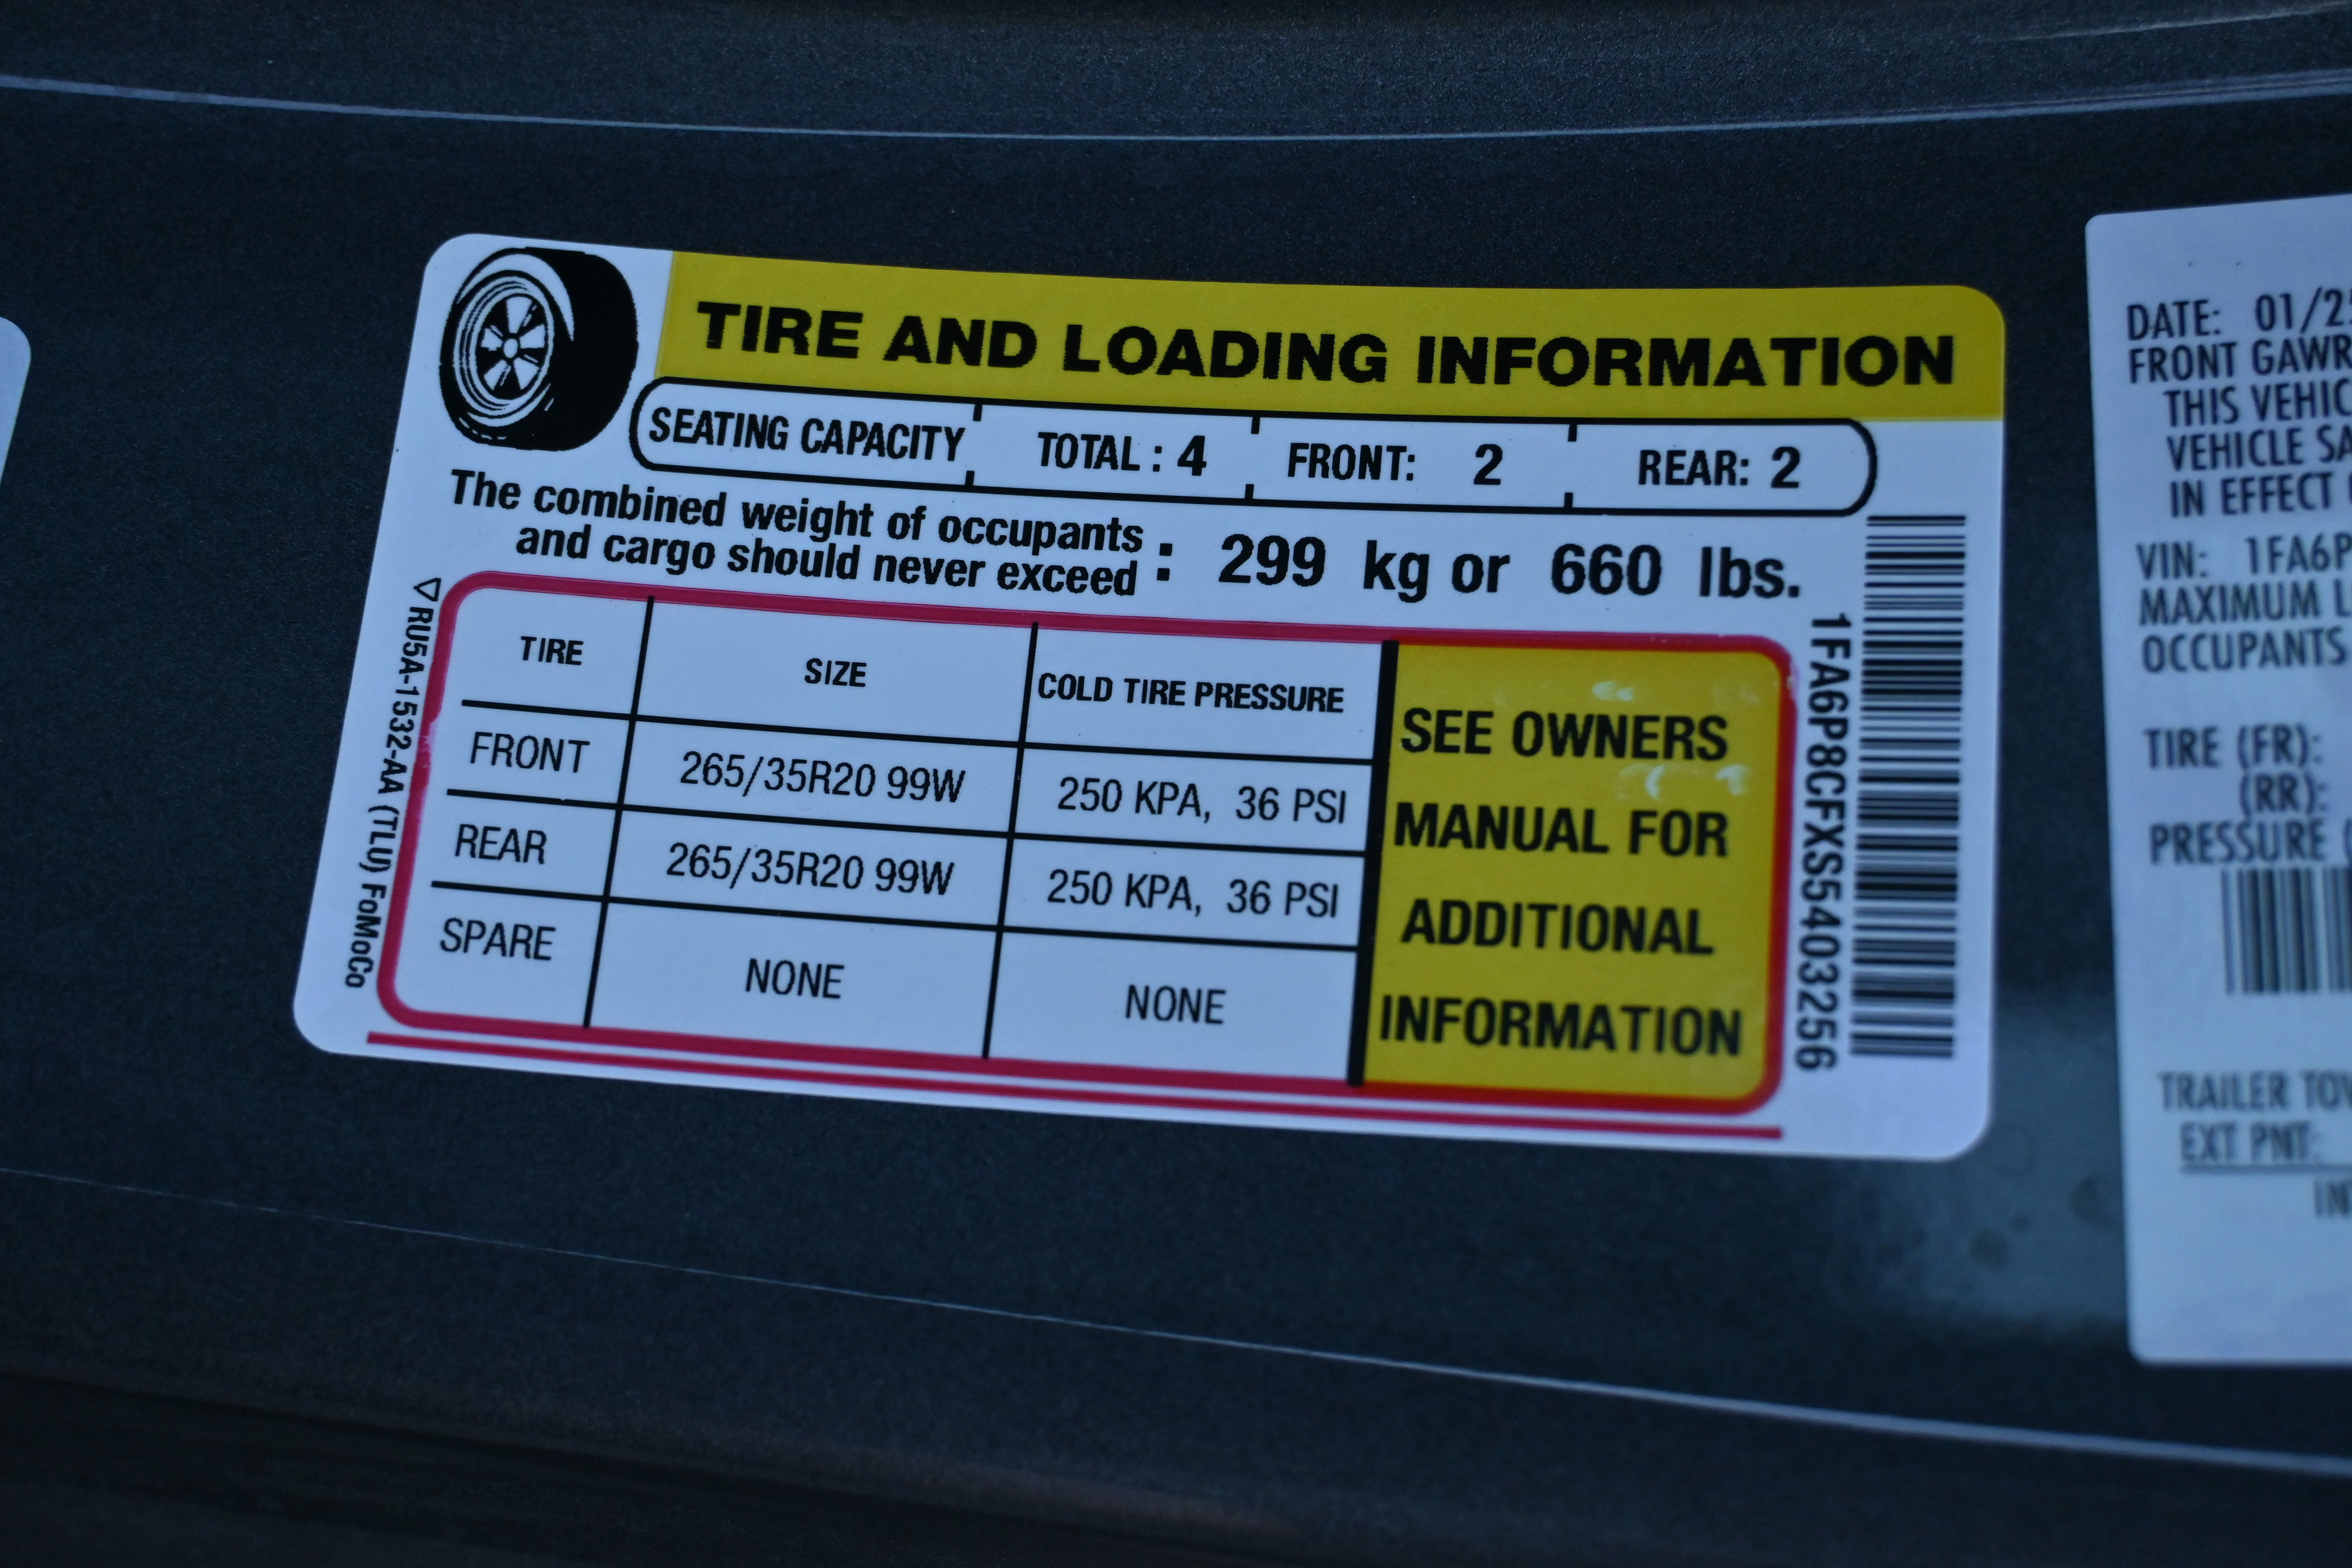 TIRE AND LOADING INFORMATION
SEATING CAPACITY TOTAL : 4 FRONT: 2 REAR: 2
The combined weight of occupants
and cargo should never exceed : 299 kg or 660 lbs.
TIRE SIZE COLD TIRE PRESSURE
FRONT 265/35R20 99W 250 KPA, 36 PSI
REAR 265/35R20 99W 250 KPA, 36 PSI
SPARE NONE NONE
SEE OWNERS
MANUAL FOR
ADDITIONAL
INFORMATION
RU5A-1532-AA (TLU) FoMoCo
1FA6P8CFXS5403256
DATE: 01/2
FRONT GAWR
THIS VEHIC
VEHICLE SA
IN EFFECT
VIN: 1FA6P
MAXIMUM L
OCCUPANTS
TIRE (FR):
(RR):
PRESSURE (
TRAILER TOW
EXT PNT:
IN